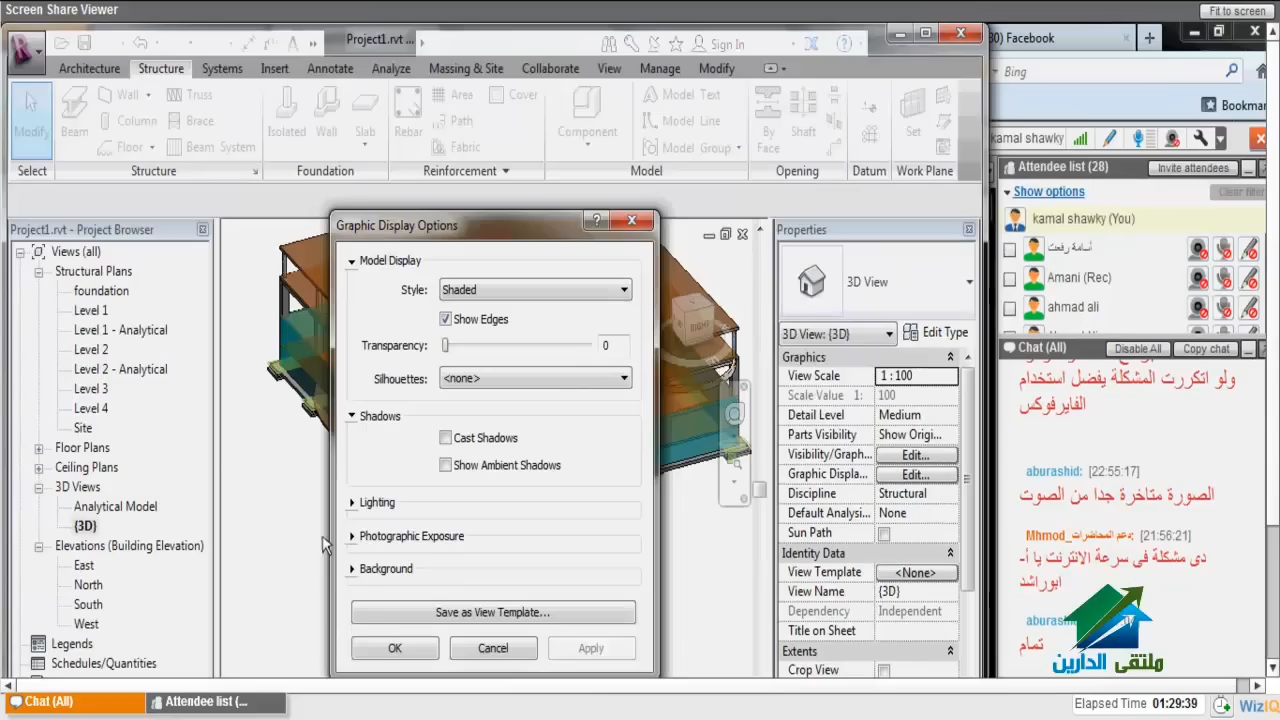 Screen Share Viewer
Fit to screen
Project1.rvt ...
Sign In
30) Facebook
Architecture
Structure
Systems
Insert
Annotate
Analyze
Massing & Site
Collaborate
View
Manage
Modify
Bing
Bookmar
Modify
Beam
Wall
Column
Floor
Truss
Brace
Beam System
Isolated
Wall
Slab
Rebar
Area
Path
Fabric
Cover
Component
Model Text
Model Line
Model Group
By Face
Shaft
Set
Select
Structure
Foundation
Reinforcement
Model
Opening
Datum
Work Plane
kamal shawky
Attendee list (28)
Invite attendees
Show options
Clear filter
kamal shawky (You)
أسامة رفعت
Amani (Rec)
ahmad ali
Project1.rvt - Project Browser
Views (all)
Structural Plans
foundation
Level 1
Level 1 - Analytical
Level 2
Level 2 - Analytical
Level 3
Level 4
Site
Floor Plans
Ceiling Plans
3D Views
Analytical Model
{3D}
Elevations (Building Elevation)
East
North
South
West
Legends
Schedules/Quantities
Graphic Display Options
Model Display
Style:
Shaded
Show Edges
Transparency:
0
Silhouettes:
<none>
Shadows
Cast Shadows
Show Ambient Shadows
Lighting
Photographic Exposure
Background
Save as View Template...
OK
Cancel
Apply
RIGHT
Properties
3D View
3D View: {3D}
Edit Type
Graphics
View Scale
1 : 100
Scale Value 1:
100
Detail Level
Medium
Parts Visibility
Show Origi...
Visibility/Graph...
Edit...
Graphic Displa...
Edit...
Discipline
Structural
Default Analysi...
None
Sun Path
Identity Data
View Template
<None>
View Name
{3D}
Dependency
Independent
Title on Sheet
Extents
Crop View
Chat (All)
Disable All
Copy chat
ولو اتكررت المشكلة يفضل استخدام
الفايرفوكس
aburashid: [22:55:17]
الصورة متاخرة جدا من الصوت
Mhmod_دعم المحاضرات: [21:56:21]
دى مشكلة فى سرعة الانترنت يا أ-
ابوراشد
aburas
تمام
ملتقى الدارين
Chat (All)
Attendee list (...
Elapsed Time 01:29:39
WizIQ